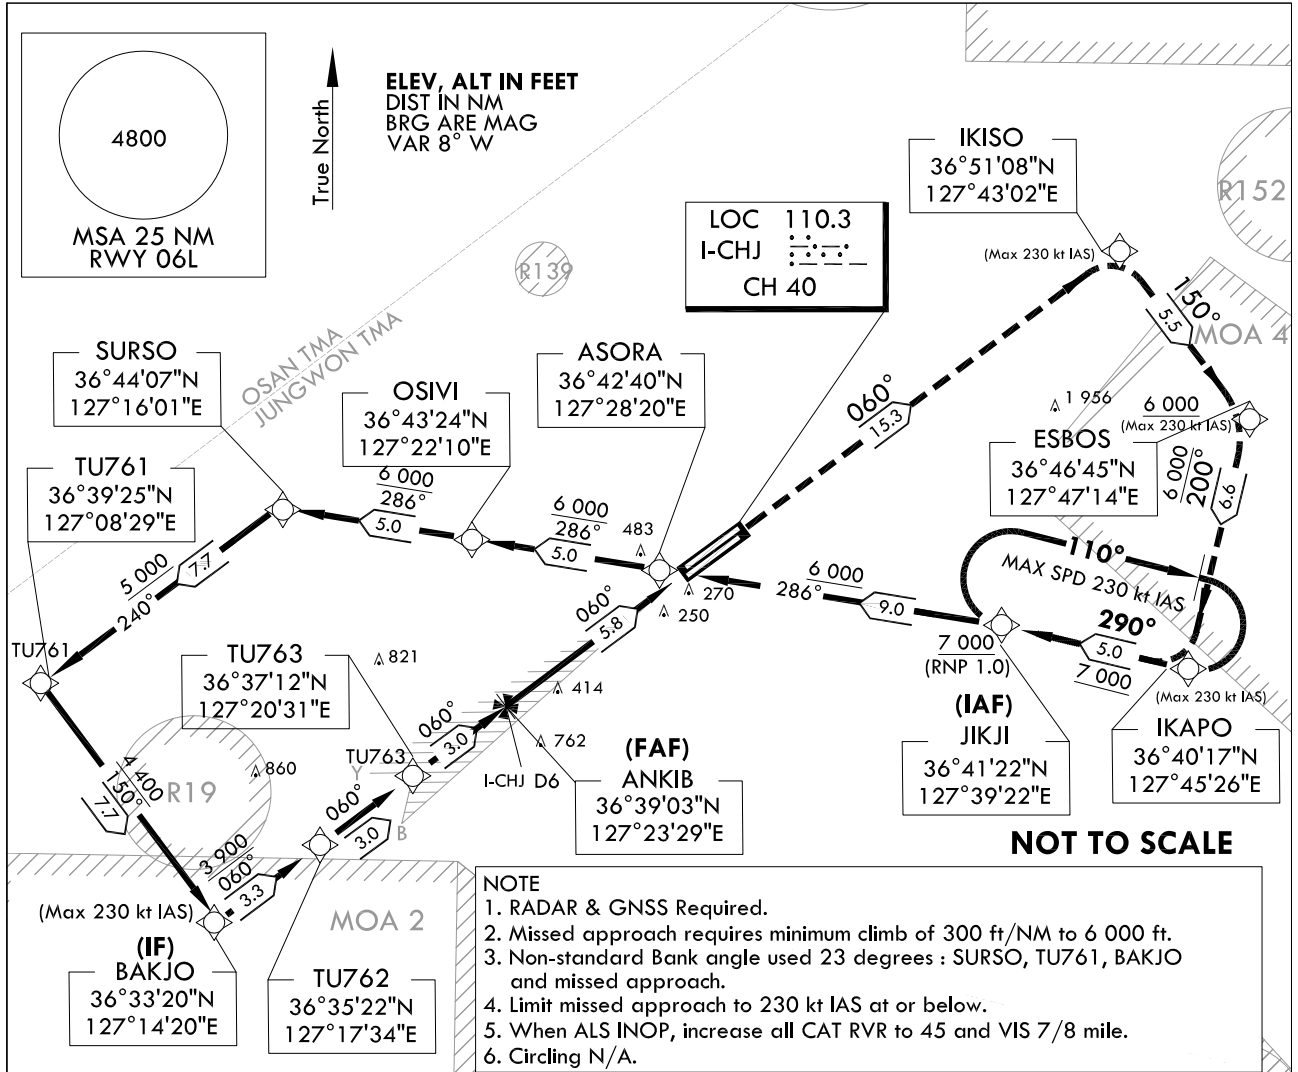 4800
MSA 25 NM
RWY 06L
True North
ELEV, ALT IN FEET
DIST IN NM
BRG ARE MAG
VAR 8° W
IKISO
36°51'08"N
127°43'02"E
(Max 230 kt IAS)
R152
LOC 110.3
I-CHJ
CH 40
R139
OSAN TMA
JUNGWON TMA
150°
5.5
MOA 4
SURSO
36°44'07"N
127°16'01"E
OSIVI
36°43'24"N
127°22'10"E
ASORA
36°42'40"N
127°28'20"E
060°
15.3
1 956
6 000
(Max 230 kt IAS)
ESBOS
36°46'45"N
127°47'14"E
6 000
200°
6.6
TU761
36°39'25"N
127°08'29"E
6 000
286°
5.0
6 000
286°
5.0
483
5 000
7.7
240°
110°
MAX SPD 230 kt IAS
6 000
286°
9.0
270
250
060°
5.8
290°
5.0
7 000
7 000
(RNP 1.0)
(Max 230 kt IAS)
TU761
TU763
36°37'12"N
127°20'31"E
821
414
762
060°
3.0
TU763
Y
B
I-CHJ D6
(FAF)
ANKIB
36°39'03"N
127°23'29"E
(IAF)
JIKJI
36°41'22"N
127°39'22"E
IKAPO
36°40'17"N
127°45'26"E
4 400
150°
7.7
R19
860
060°
3.0
3 900
060°
3.3
NOT TO SCALE
(Max 230 kt IAS)
(IF)
BAKJO
36°33'20"N
127°14'20"E
MOA 2
TU762
36°35'22"N
127°17'34"E
NOTE
1. RADAR & GNSS Required.
2. Missed approach requires minimum climb of 300 ft/NM to 6 000 ft.
3. Non-standard Bank angle used 23 degrees : SURSO, TU761, BAKJO
and missed approach.
4. Limit missed approach to 230 kt IAS at or below.
5. When ALS INOP, increase all CAT RVR to 45 and VIS 7/8 mile.
6. Circling N/A.